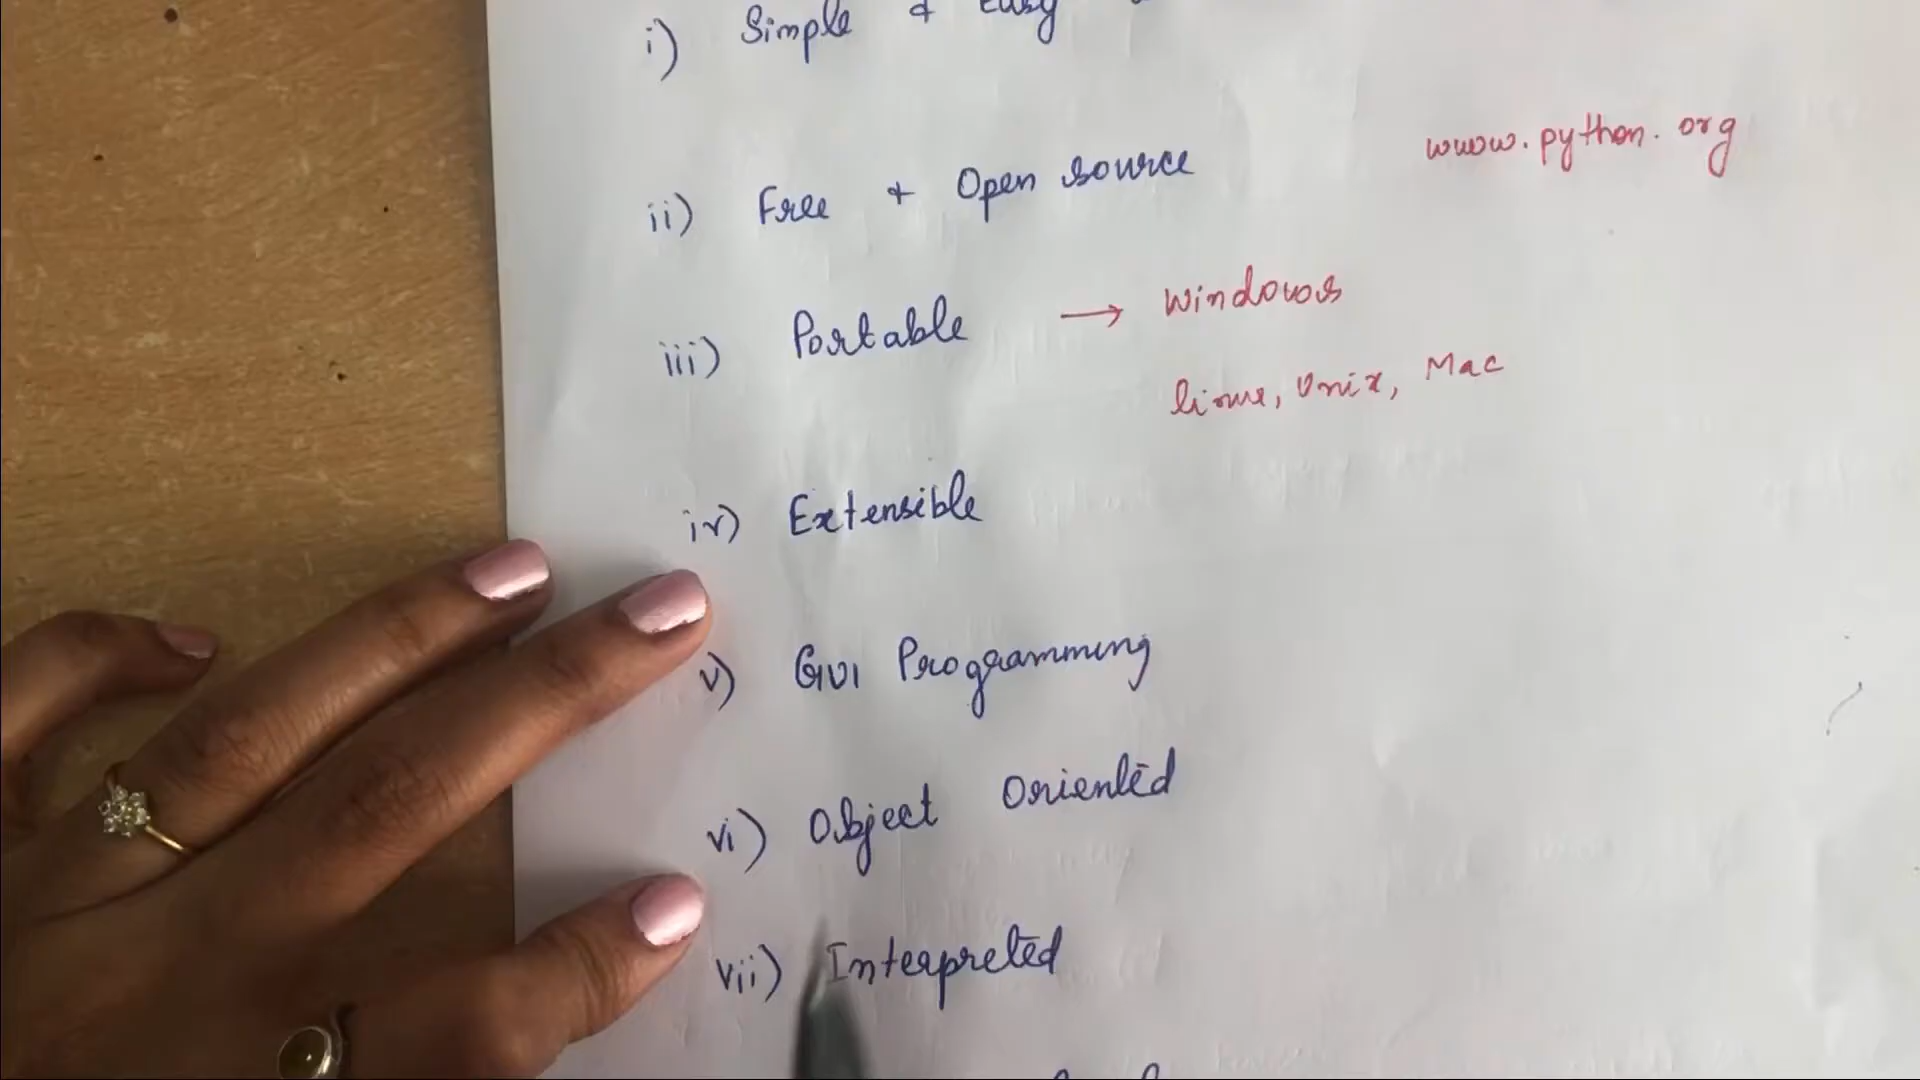 i) Simple + Easy
ii) Free + Open source
www.python.org
iii) Portable → Windows
Unix, Mac
iv) Extensible
v) GUI Programming
vi) Object Oriented
vii) Interpreted